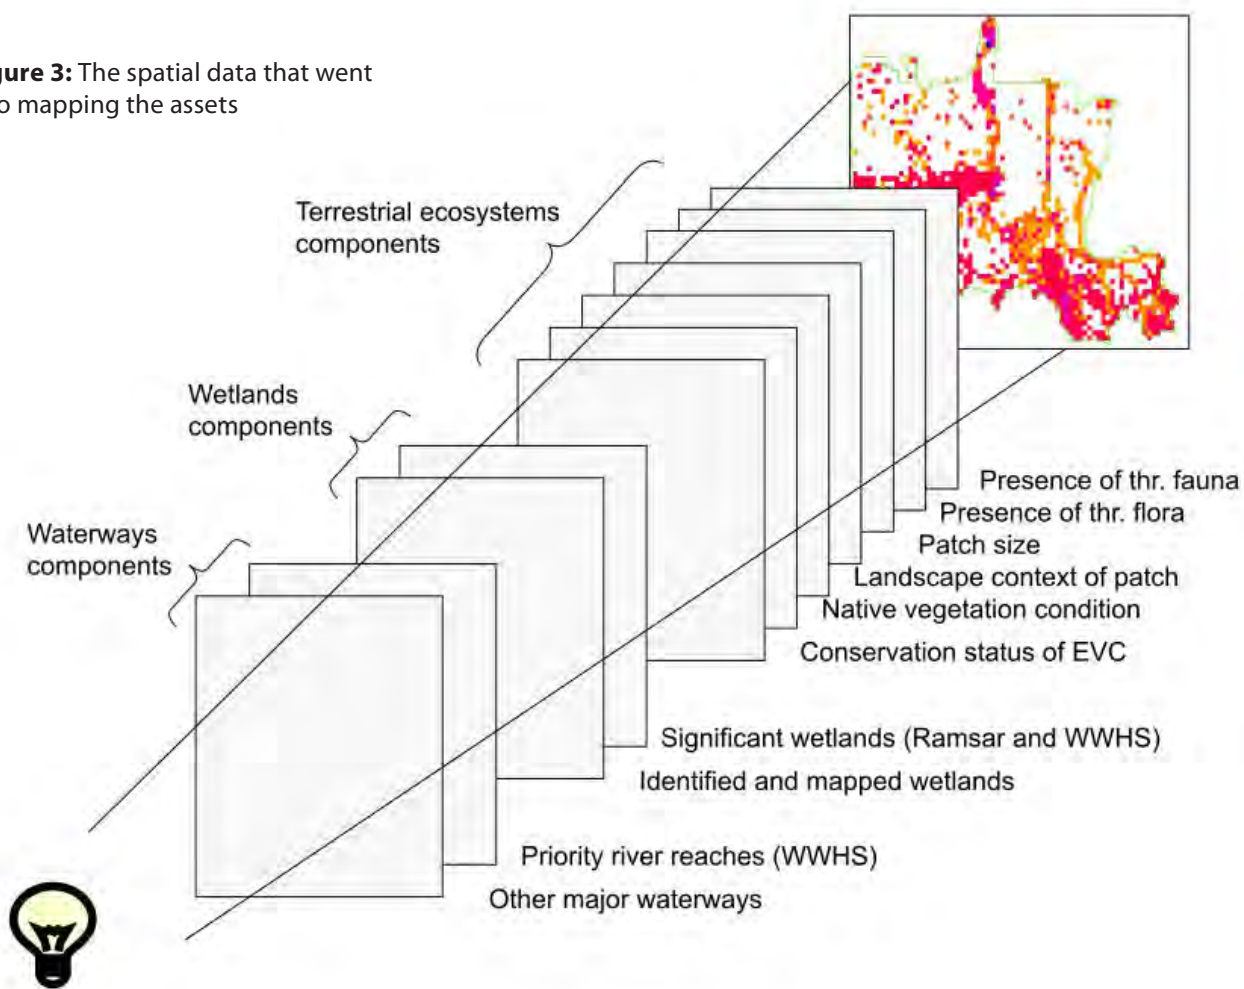 gure 3: The spatial data that went
o mapping the assets
Terrestrial ecosystems
components
Wetlands
components
Waterways
components
Presence of thr. fauna
Presence of thr. flora
Patch size
Landscape context of patch
Native vegetation condition
Conservation status of EVC
Significant wetlands (Ramsar and WWHS)
Identified and mapped wetlands
Priority river reaches (WWHS)
Other major waterways